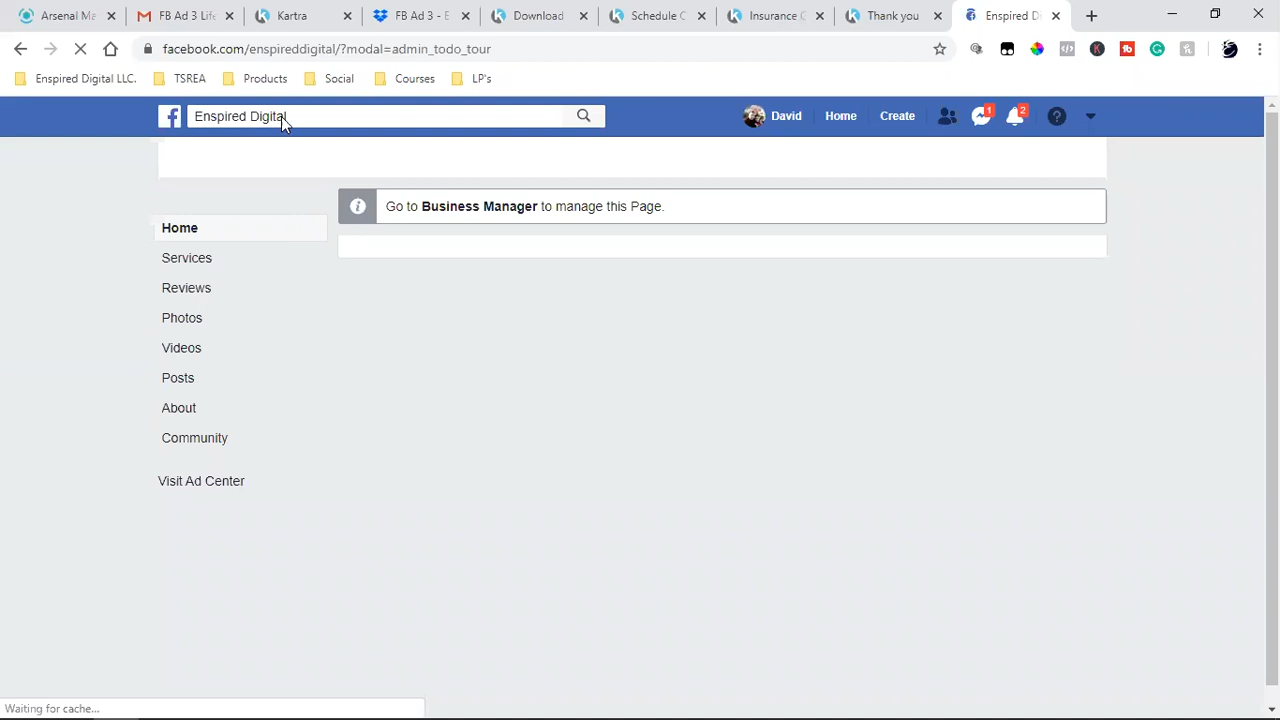 Arsenal Ma
FB Ad 3 Life
Kartra
FB Ad 3 - E
Download
Schedule C
Insurance C
Thank you
Enspired Di
facebook.com/enspireddigital/?modal=admin_todo_tour
Enspired Digital LLC.
TSREA
Products
Social
Courses
LP's
Enspired Digital
David
Home
Create
1
2
Go to Business Manager to manage this Page.
Home
Services
Reviews
Photos
Videos
Posts
About
Community
Visit Ad Center
Waiting for cache...